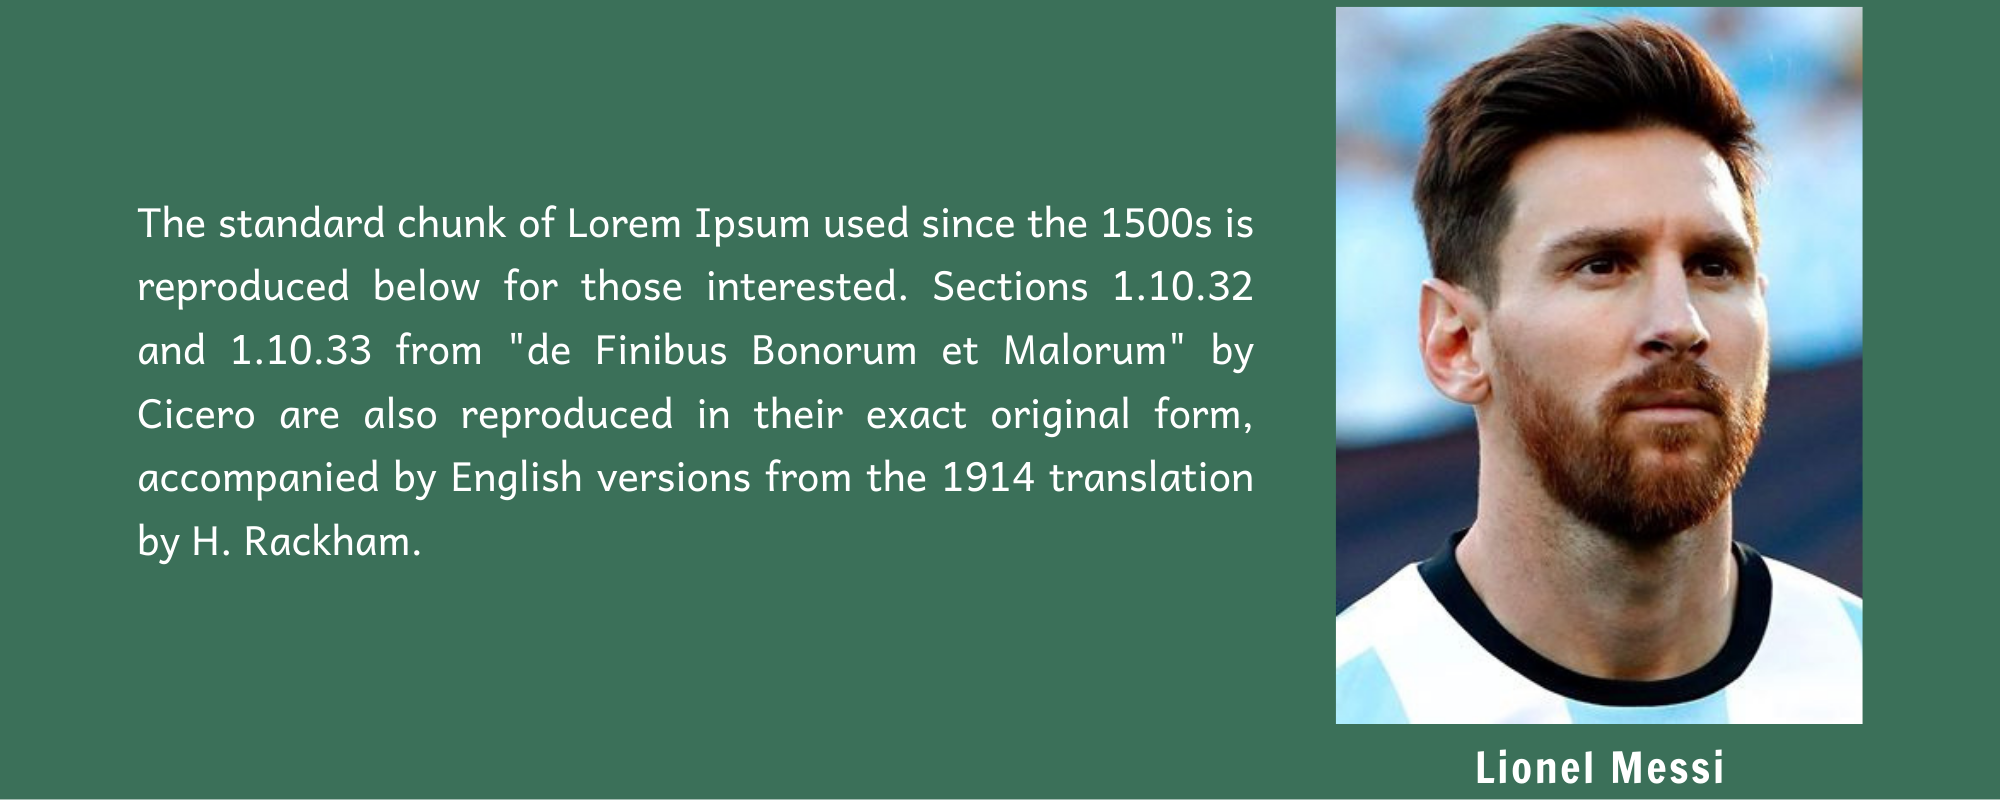 The standard chunk of Lorem Ipsum used since the 1500s is
reproduced below for those interested. Sections 1.10.32
and 1.10.33 from "de Finibus Bonorum et Malorum" by
Cicero are also reproduced in their exact original form,
accompanied by English versions from the 1914 translation
by H. Rackham.
Lionel Messi